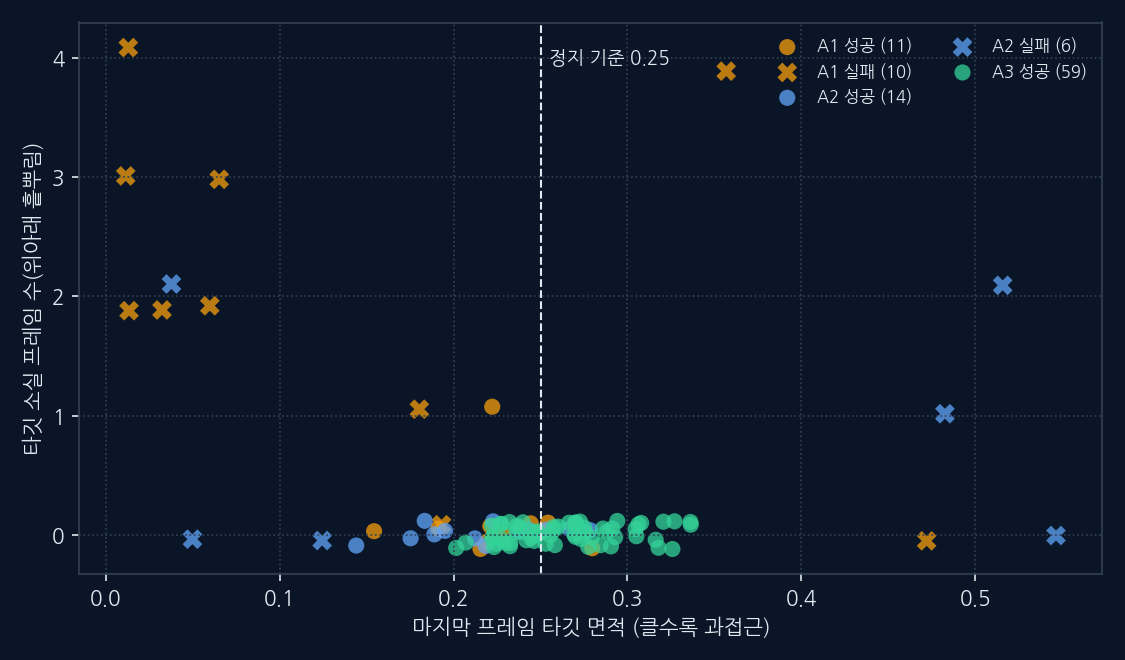 정지 기준 0.25
A1 성공 (11)
A1 실패 (10)
A2 성공 (14)
A2 실패 (6)
A3 성공 (59)
타깃 소실 프레임 수(위아래 흩뿌림)
4
3
2
1
0
0.0
0.1
0.2
0.3
0.4
0.5
마지막 프레임 타깃 면적 (클수록 과접근)